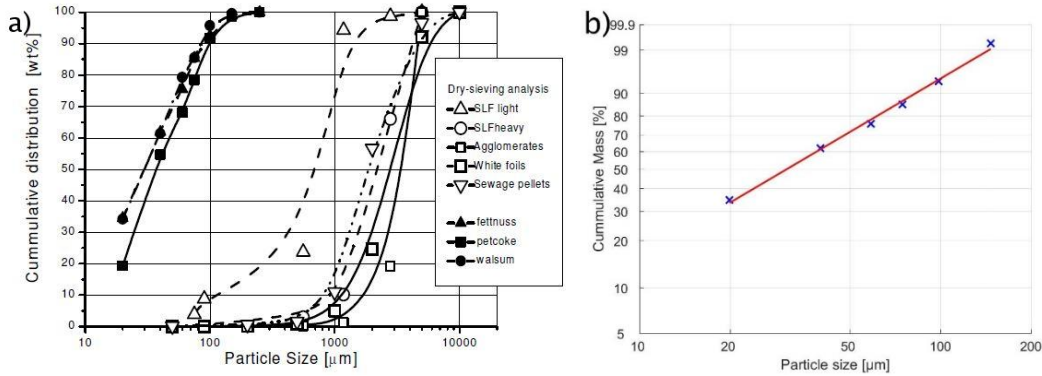 a)
Cummulative distribution [wt%]
100
90
80
70
60
50
40
30
20
10
0
10
100
1000
10000
Particle Size [μm]
Dry-sieving analysis
SLF light
SLFheavy
Agglomerates
White foils
Sewage pellets
fettnuss
petcoke
walsum
b)
Cummulative Mass [%]
99.9
99
90
80
70
60
50
40
30
20
10
5
10
20
50
100
200
Particle size [μm]